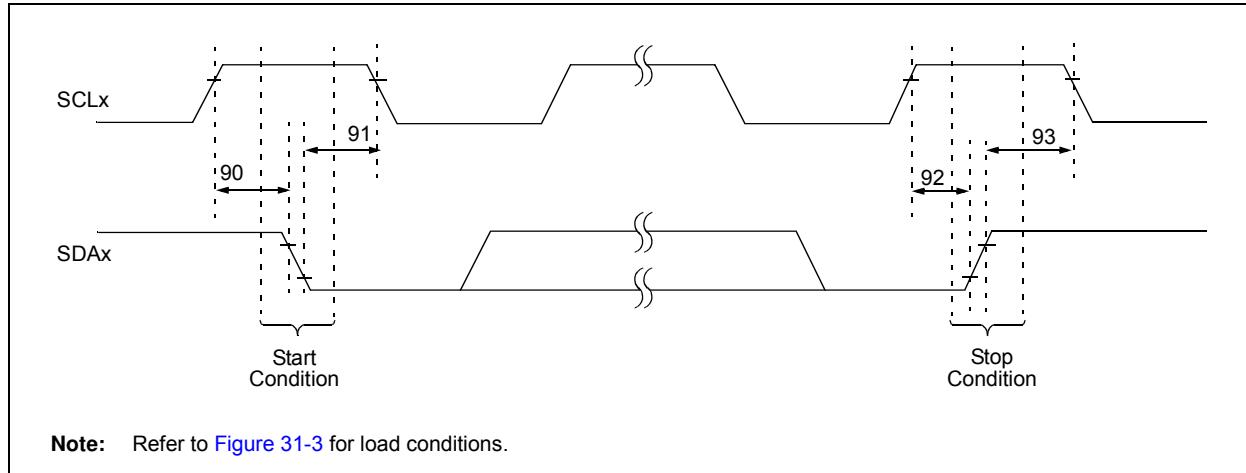 SCLx
91
93
90
92
SDAx
Start
Condition
Stop
Condition
Note: Refer to Figure 31-3 for load conditions.